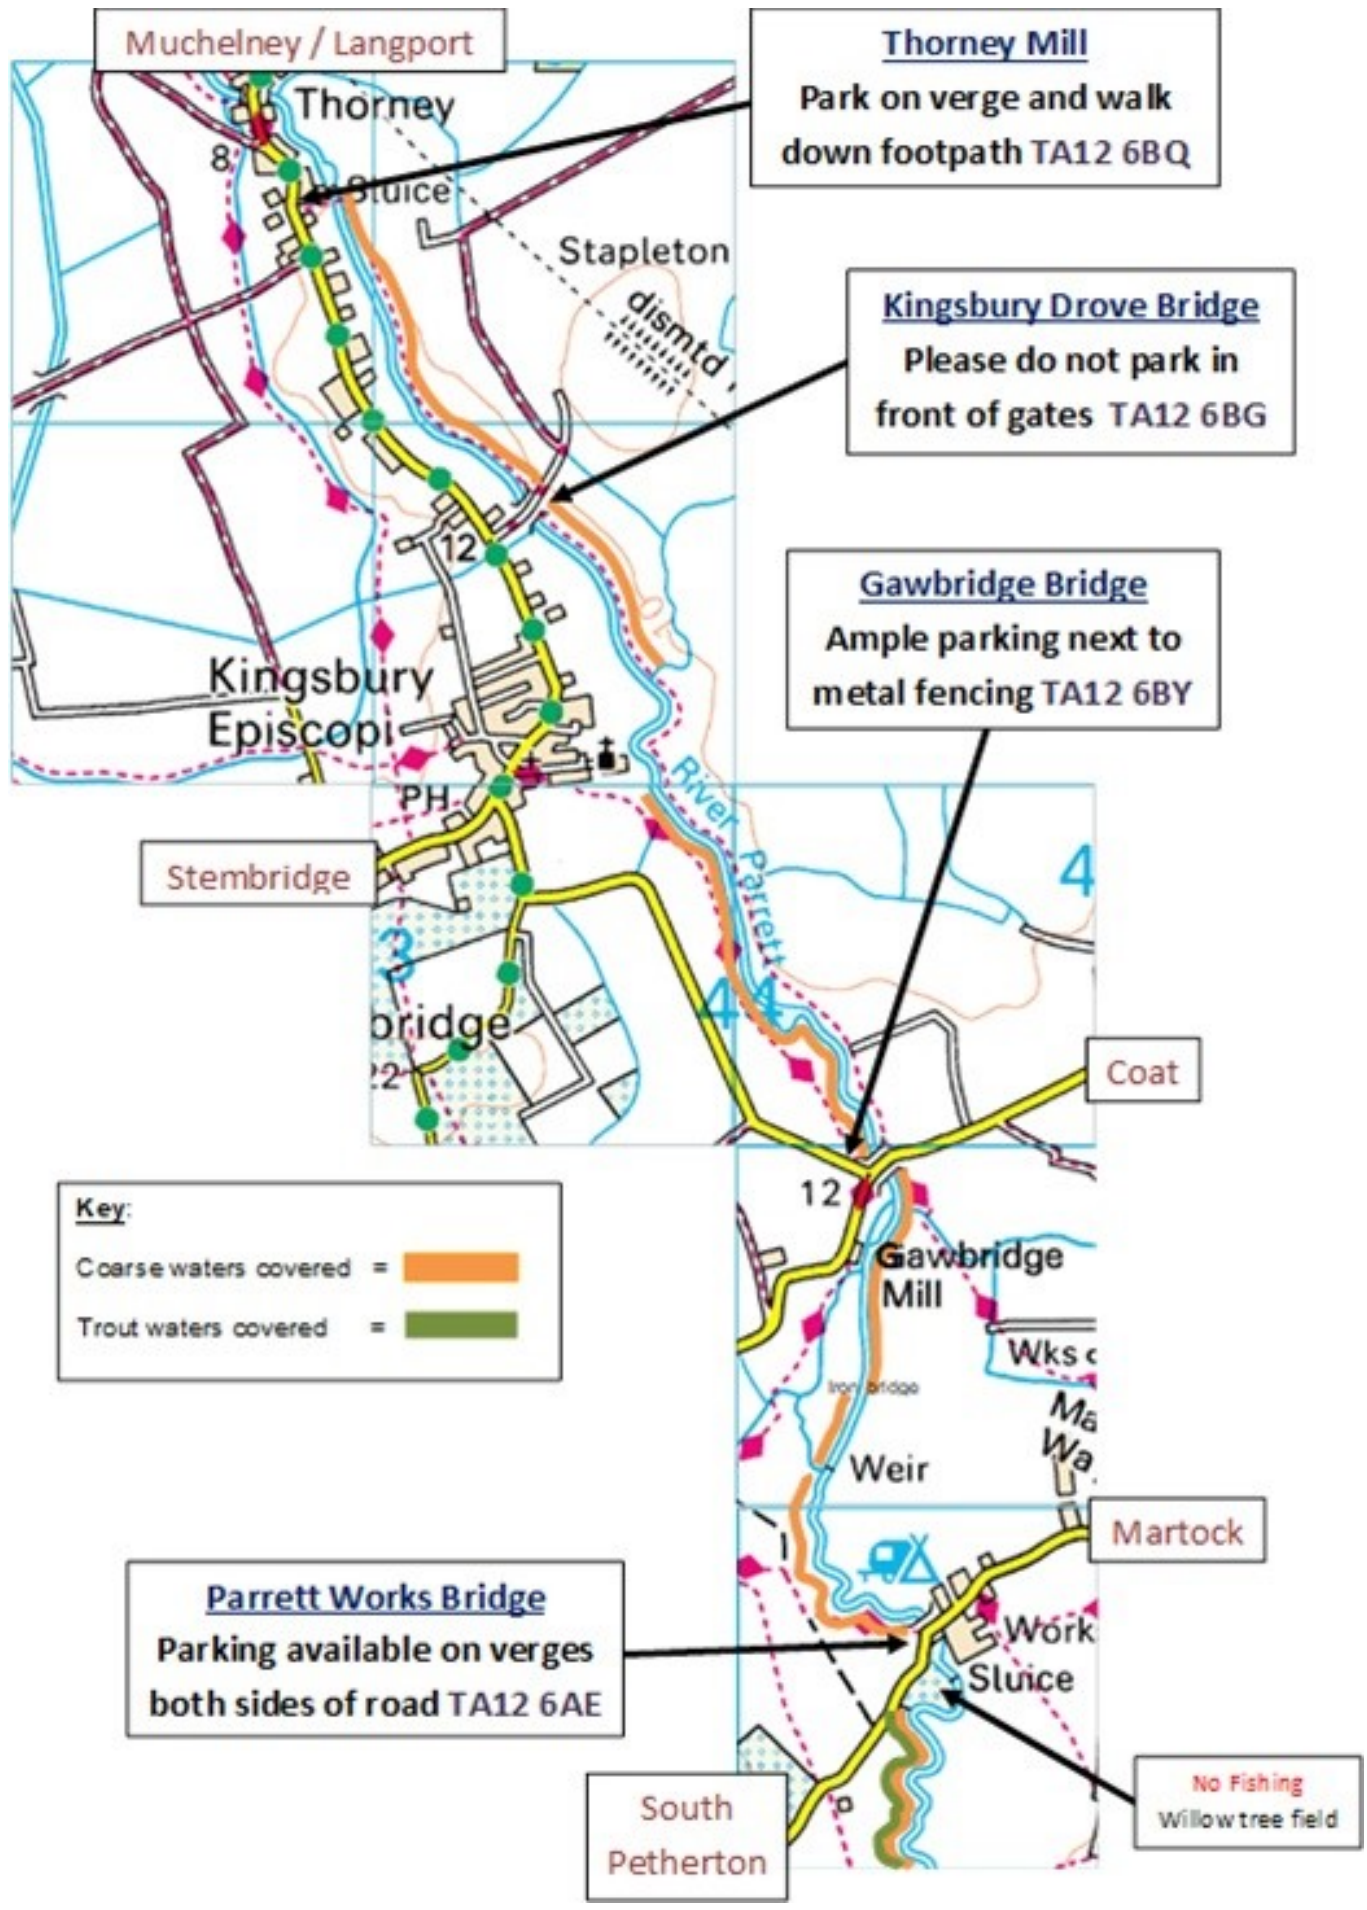 Muchelney / Langport
Thorney Mill
Park on verge and walk
down footpath TA12 6BQ
Thorney
8
Sluice
Stapleton
dismtd
Kingsbury Drove Bridge
Please do not park in
front of gates TA12 6BG
12
Gawbridge Bridge
Ample parking next to
metal fencing TA12 6BY
Kingsbury
Episcopi
River
Parrett
PH
Stembridge
4
3
44
bridge
22
Coat
12
Key:
Coarse waters covered =
Trout waters covered =
Gawbridge
Mill
Wks
Iron bridge
Ma
Wa
Weir
Martock
Parrett Works Bridge
Parking available on verges
both sides of road TA12 6AE
Work
Sluice
No Fishing
Willow tree field
South
Petherton